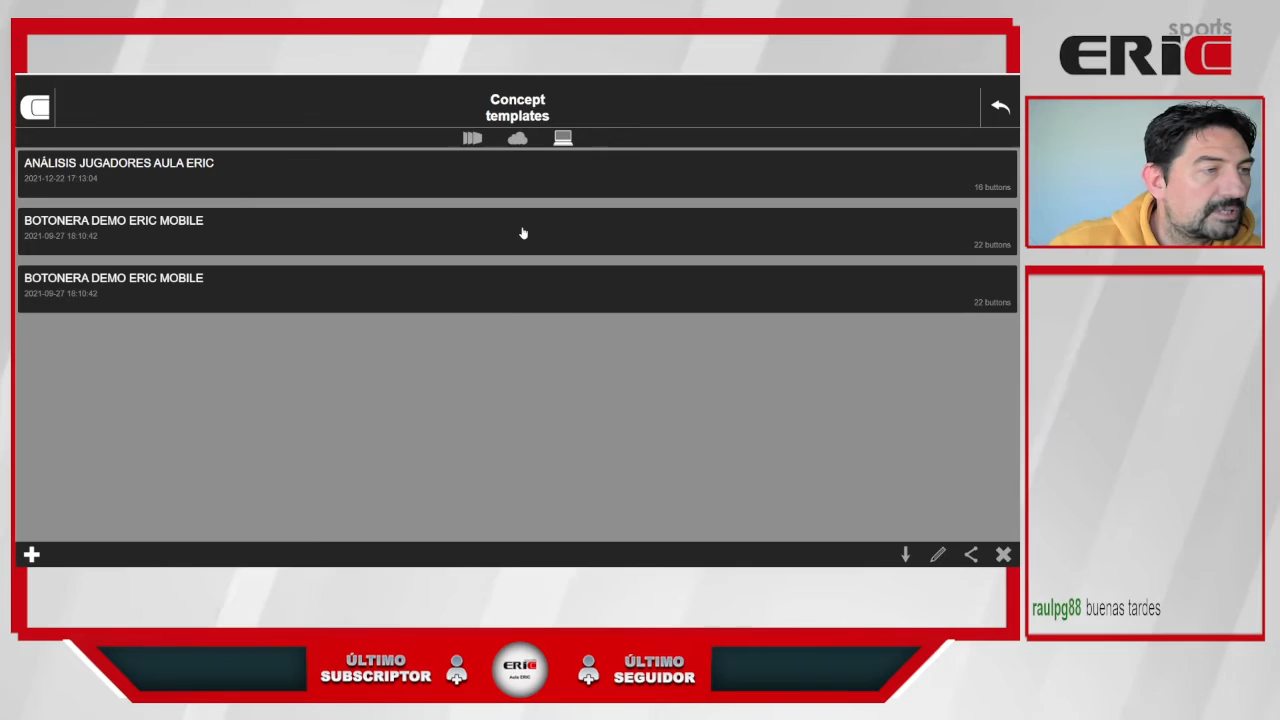 sports
ERiC
Concept
templates
ANÁLISIS JUGADORES AULA ERIC
2021-12-22 17:13:04
16 buttons
BOTONERA DEMO ERIC MOBILE
2021-09-27 18:10:42
22 buttons
BOTONERA DEMO ERIC MOBILE
2021-09-27 18:10:42
22 buttons
raulpg88 buenas tardes
ÚLTIMO
SUBSCRIPTOR
ERiC
Aula ERIC
ÚLTIMO
SEGUIDOR